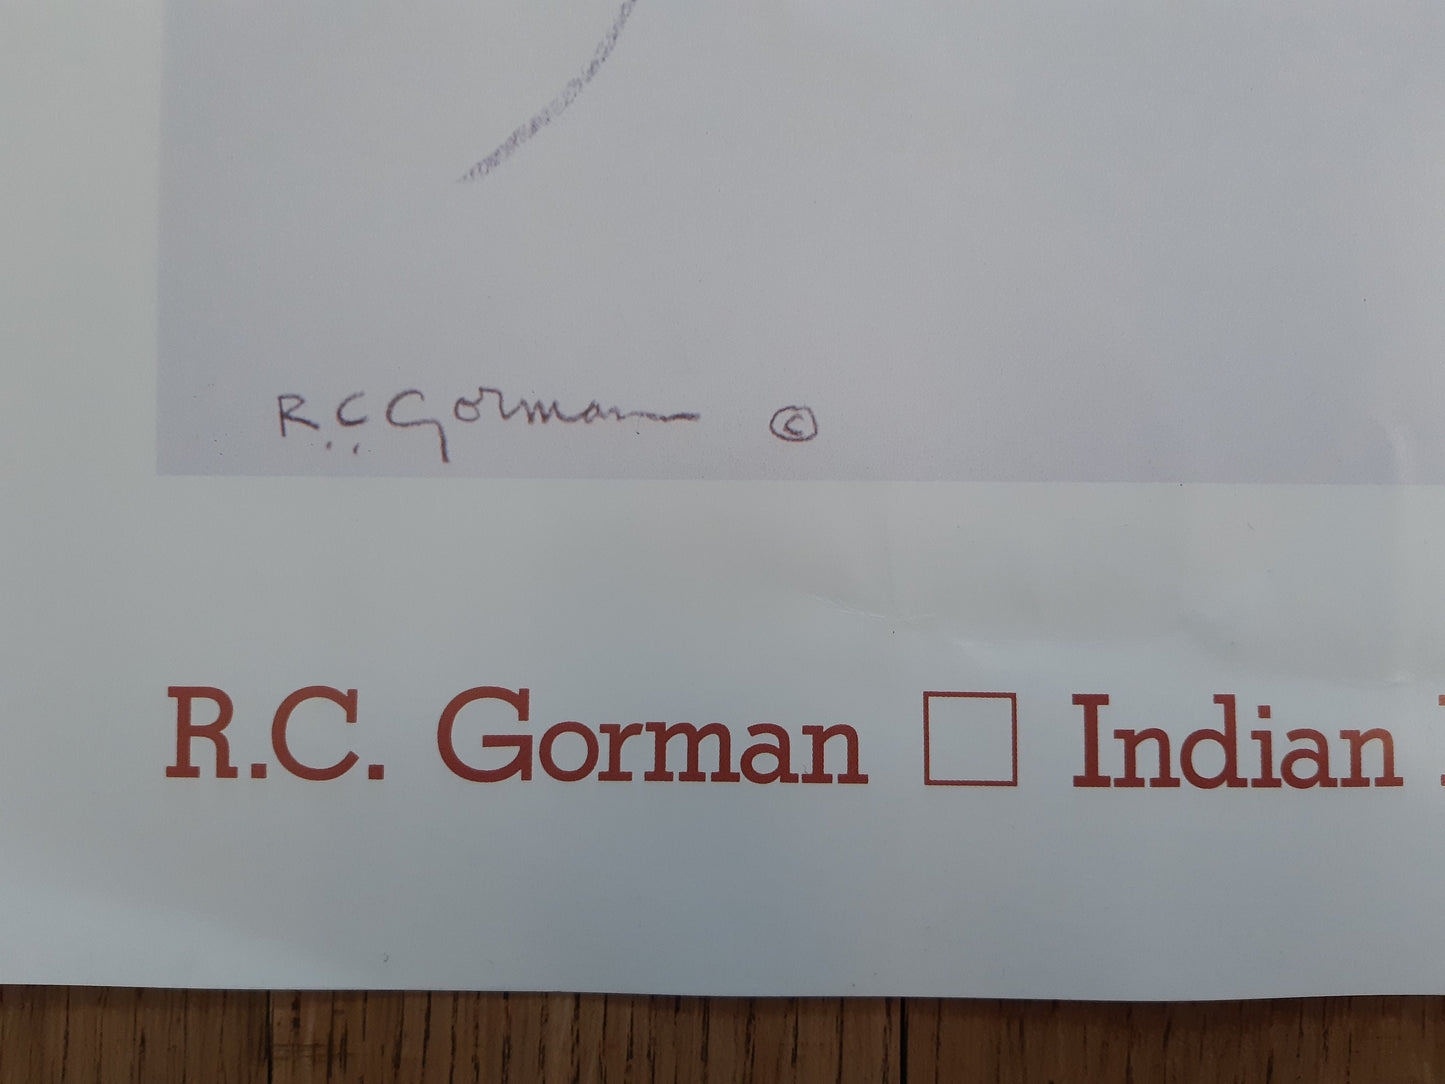 R.C. Gorman ©
R.C. Gorman □ Indian